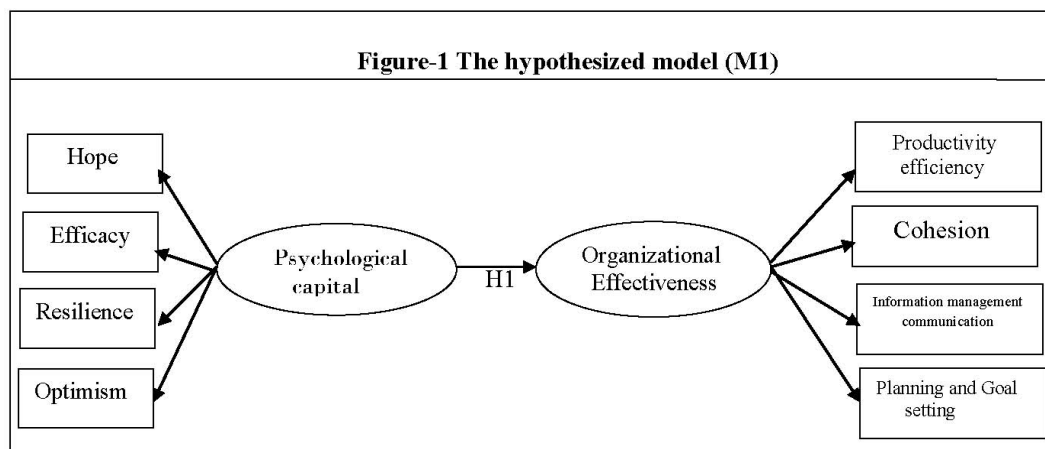 Figure-1 The hypothesized model (M1)
Hope
Efficacy
Resilience
Optimism
Psychological
capital
H1
Organizational
Effectiveness
Productivity
efficiency
Cohesion
Information management
communication
Planning and Goal
setting